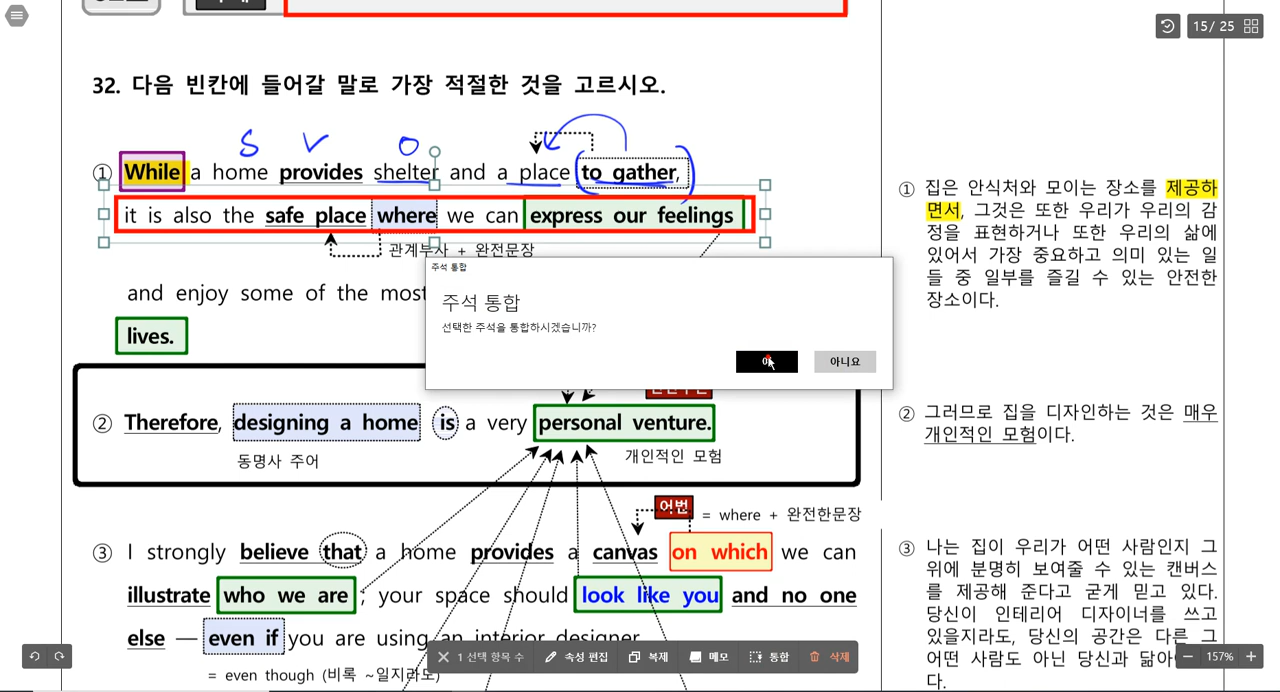 15/ 25
32. 다음 빈칸에 들어갈 말로 가장 적절한 것을 고르시오.
S V O
① While a home provides shelter and a place (to gather,)
it is also the safe place where we can express our feelings
관계부사 + 완전문장
and enjoy some of the most
lives.
① 집은 안식처와 모이는 장소를 제공하
면서, 그것은 또한 우리가 우리의 감
정을 표현하거나 또한 우리의 삶에
있어서 가장 중요하고 의미 있는 일
들 중 일부를 즐길 수 있는 안전한
장소이다.
주석 통합
주석 통합
선택한 주석을 통합하시겠습니까?
아니요
② Therefore, designing a home is a very personal venture.
동명사 주어
개인적인 모험
② 그러므로 집을 디자인하는 것은 매우
개인적인 모험이다.
어번
= where + 완전한문장
③ I strongly believe that a home provides a canvas on which we can
illustrate who we are ; your space should look like you and no one
else — even if you are using an interior designer.
= even though (비록 ~일지라도)
③ 나는 집이 우리가 어떤 사람인지 그
위에 분명히 보여줄 수 있는 캔버스
를 제공해 준다고 굳게 믿고 있다.
당신이 인테리어 디자이너를 쓰고
있을지라도, 당신의 공간은 다른 그
어떤 사람도 아닌 당신과 닮아
다.
1 선택 항목 수 속성 편집 복제 메모 통합 삭제
157%